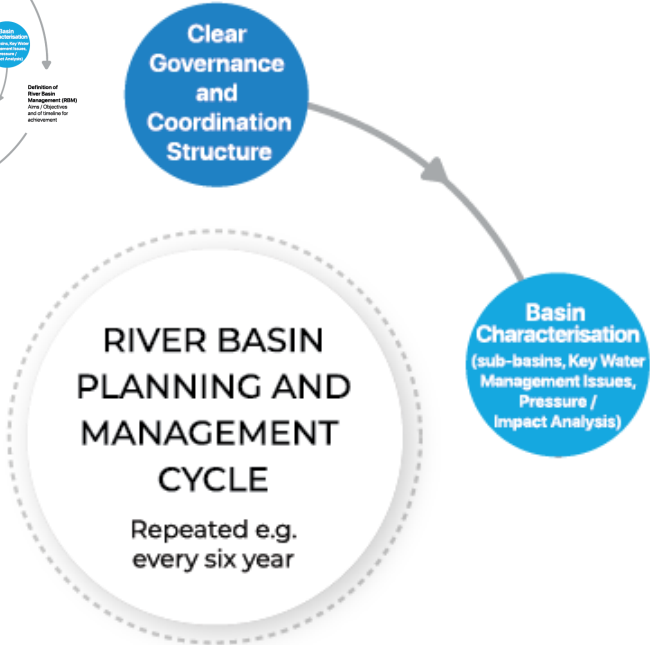 Clear
Governance
and
Coordination
Structure
Basin
Characterisation
(sub-basins, Key Water
Management Issues,
Pressure /
Impact Analysis)
RIVER BASIN
PLANNING AND
MANAGEMENT
CYCLE
Repeated e.g.
every six year
Definition of
River Basin
Management (RBM)
Aims / Objectives
and of timeline for
achievement